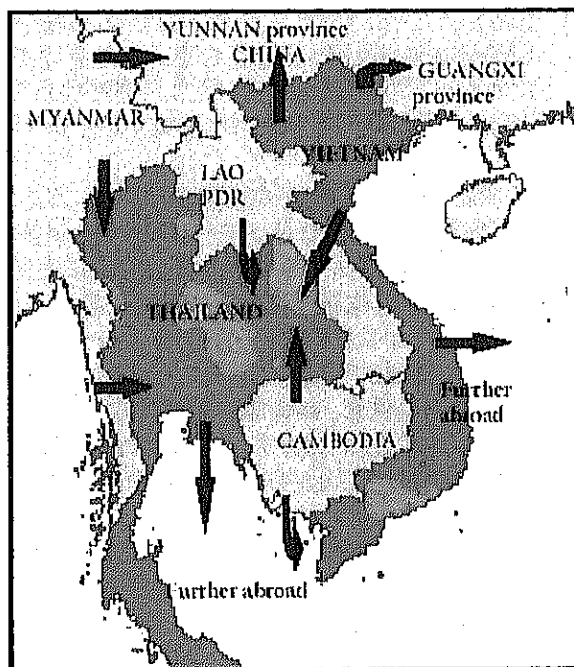 YUNNAN province
CHINA
GUANGXI
province
MYANMAR
VIETNAM
LAO
PDR
THAILAND
Further
abroad
CAMBODIA
Further abroad